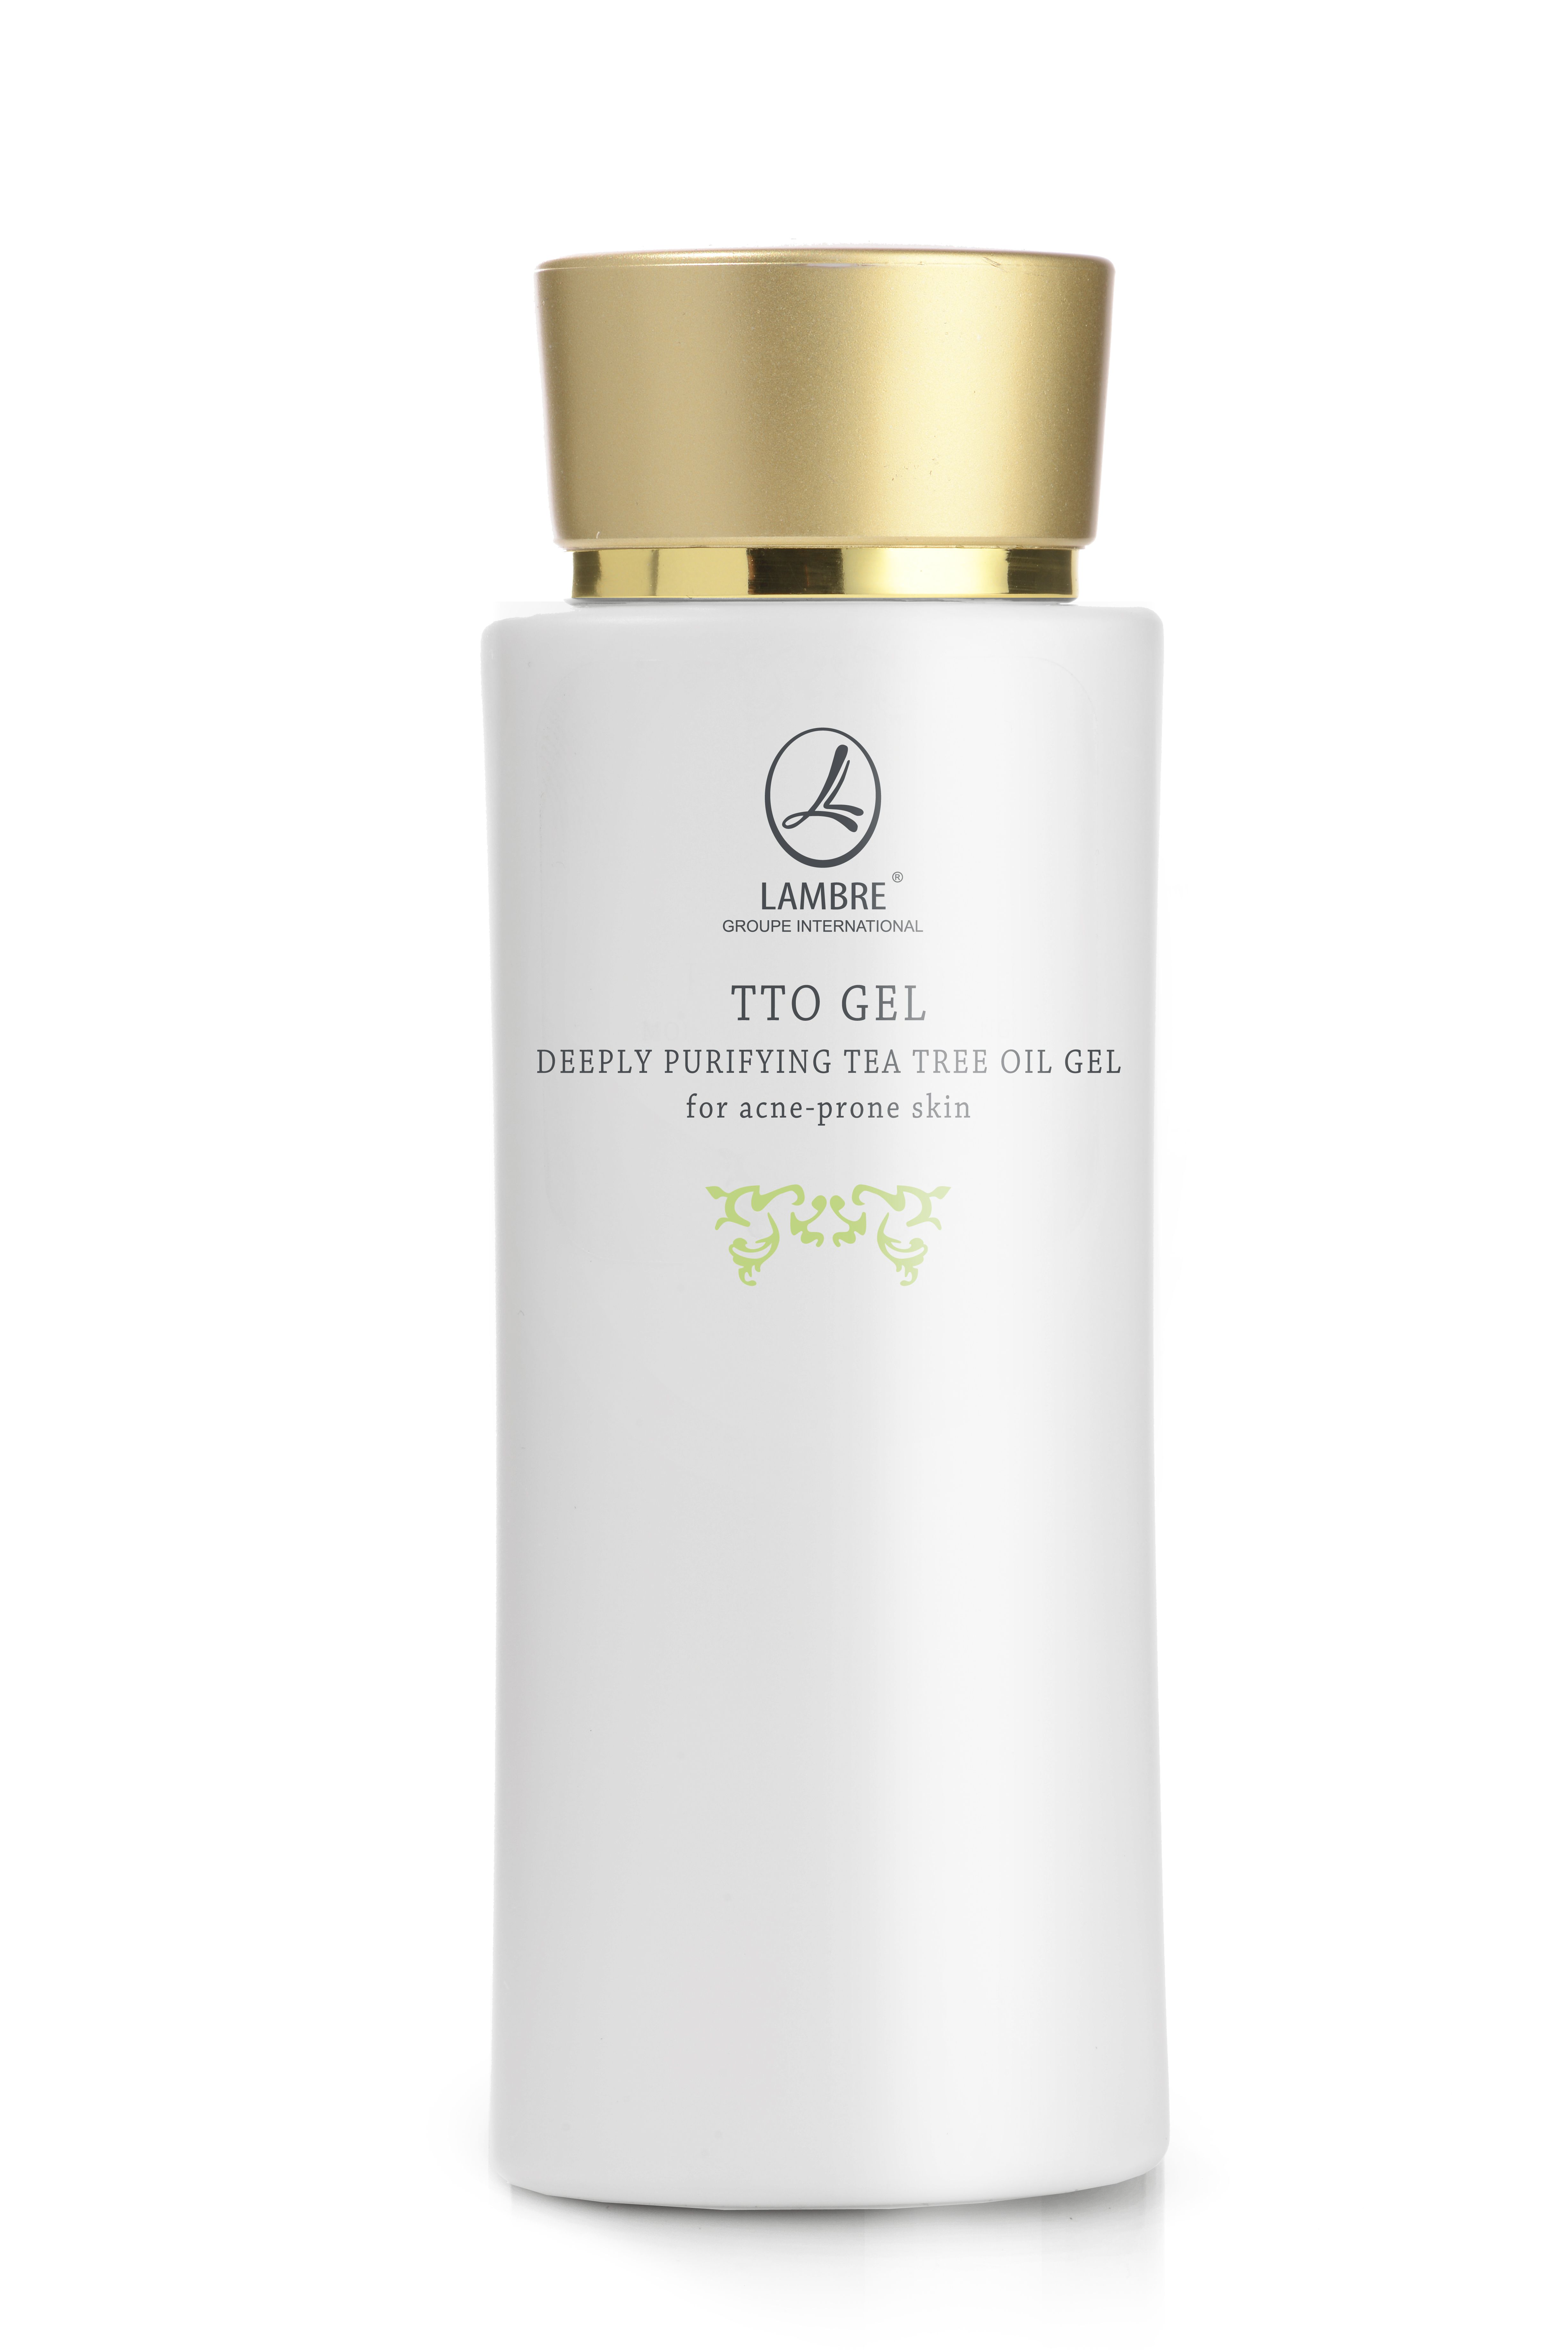 L
LAMBRE®
GROUPE INTERNATIONAL
TTO GEL
DEEPLY PURIFYING TEA TREE OIL GEL
for acne-prone skin